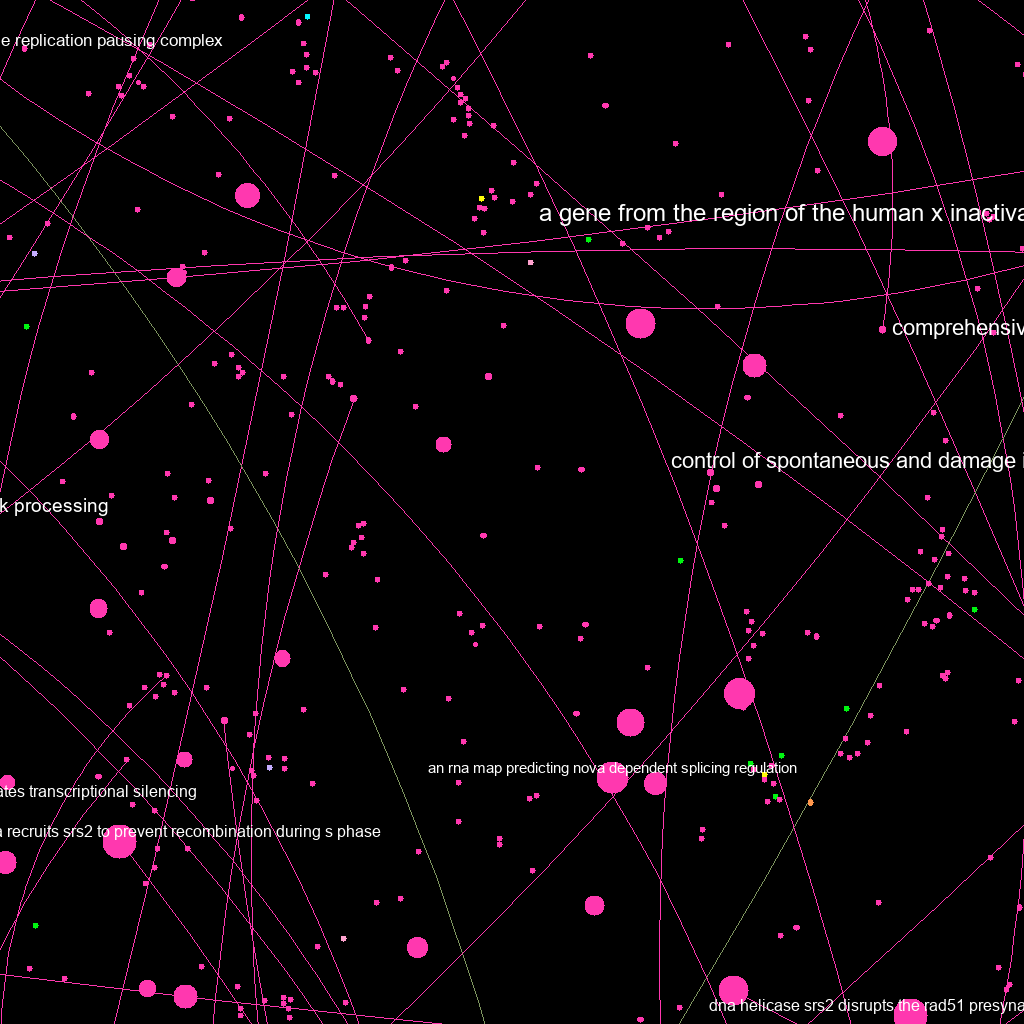 e replication pausing complex
a gene from the region of the human x inactiva
comprehensiv
control of spontaneous and damage i
k processing
an rna map predicting nova dependent splicing regulation
ates transcriptional silencing
a recruits srs2 to prevent recombination during s phase
dna helicase srs2 disrupts the rad51 presyna